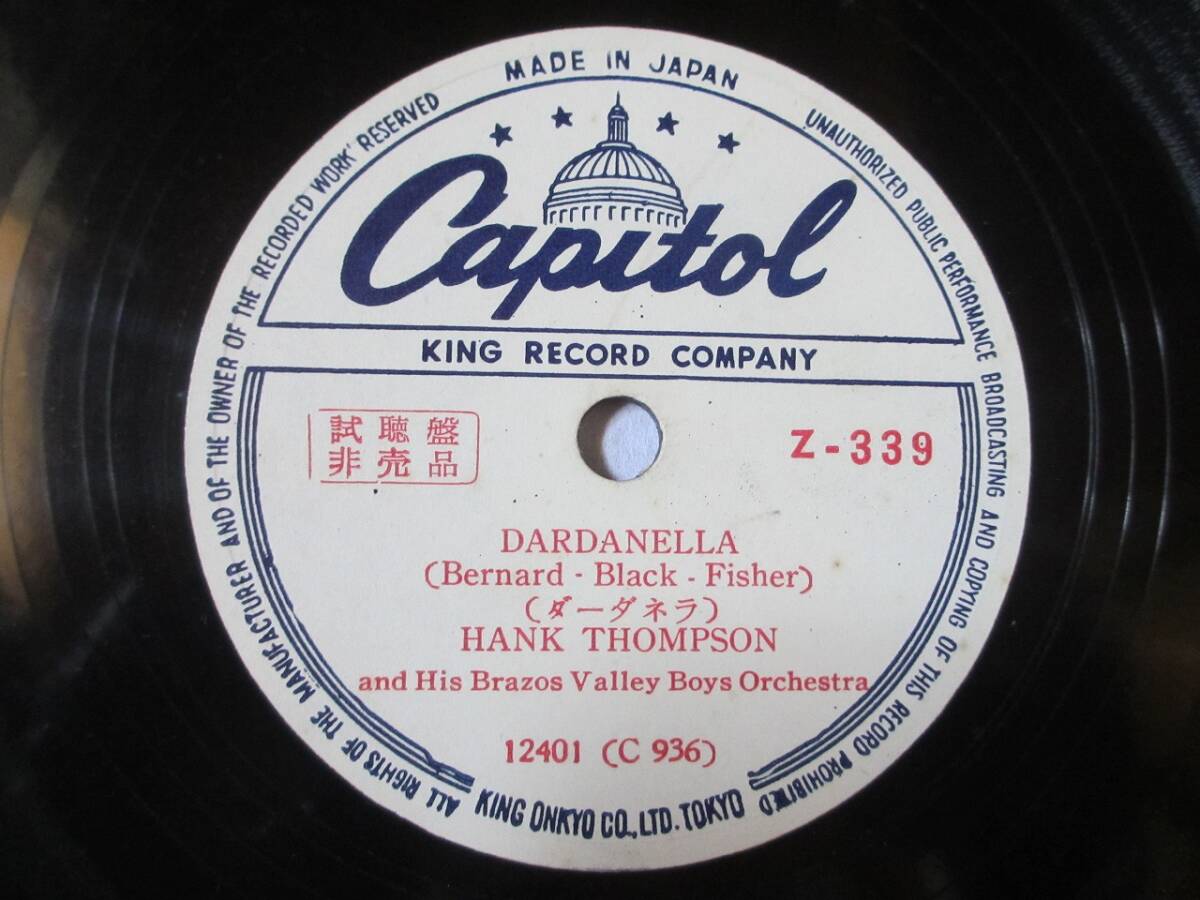 MADE IN JAPAN
Capitol
KING RECORD COMPANY
試聴盤
非売品
Z-339
DARDANELLA
(Bernard - Black - Fisher)
(ダーダネラ)
HANK THOMPSON
and His Brazos Valley Boys Orchestra
12401 (C 936)
ALL RIGHTS OF THE MANUFACTURER AND OF THE OWNER OF THE RECORDED WORK RESERVED
UNAUTHORIZED PUBLIC PERFORMANCE BROADCASTING AND COPYING OF THIS RECORD PROHIBITED
KING ONKYO CO., LTD. TOKYO